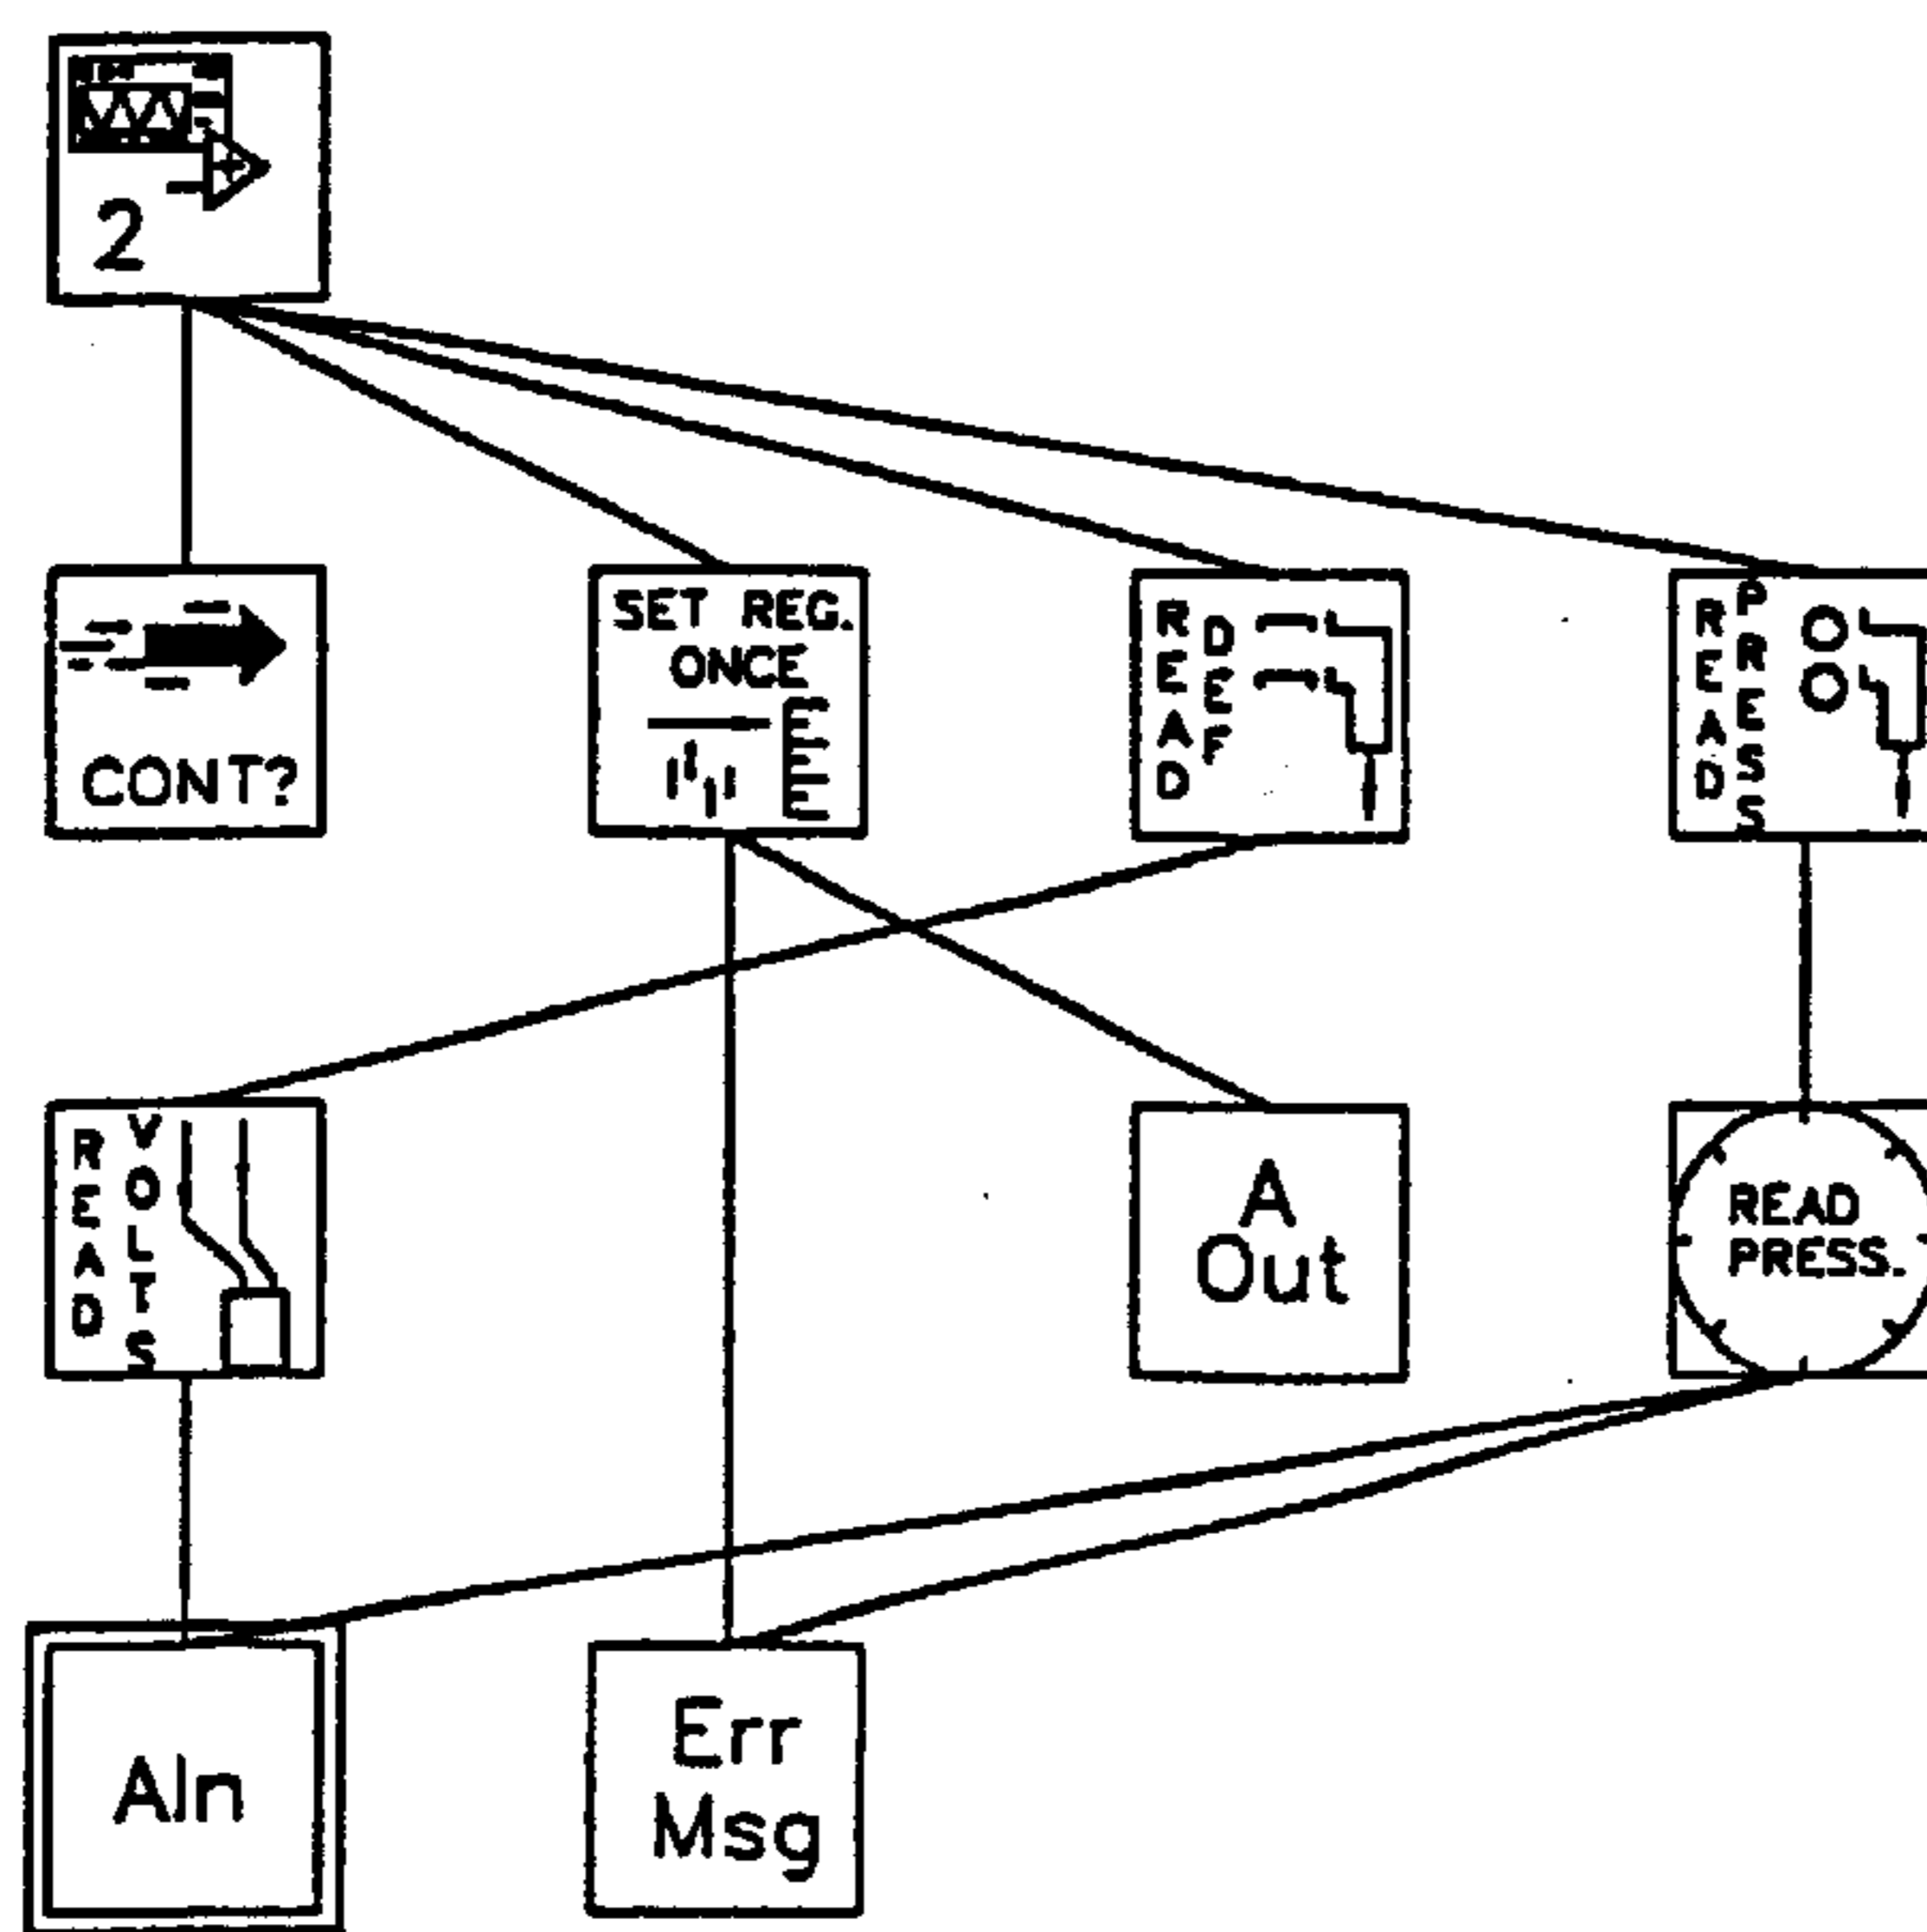 2
CONT?
SET REG.
ONCE
READ
DEF
READ
PRESS
READ
VOLTS
A
Out
READ
PRESS.
AIn
Err
Msg